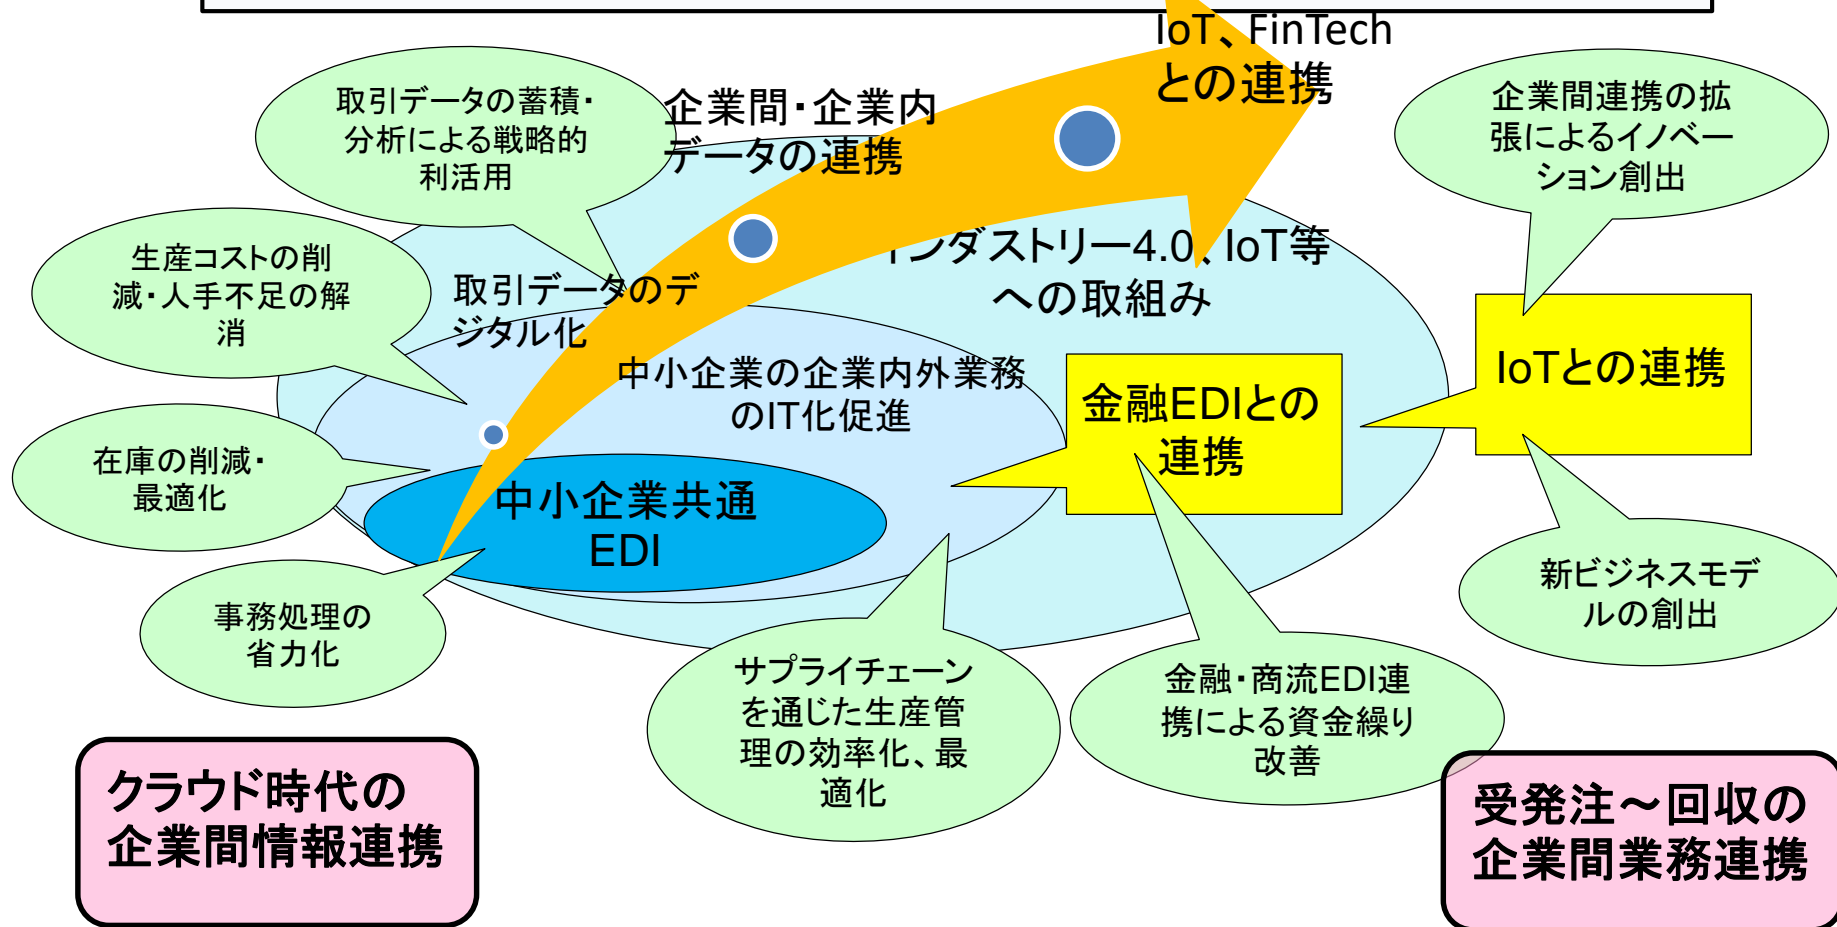 IoT、FinTech
との連携
企業間・企業内
データの連携
取引データの蓄積・
分析による戦略的
利活用
企業間連携の拡
張によるイノベー
ション創出
生産コストの削
減・人手不足の解
消
取引データのデ
ジタル化
インダストリー4.0、IoT等
への取組み
中小企業の企業内外業務
のIT化促進
金融EDIとの
連携
IoTとの連携
在庫の削減・
最適化
中小企業共通
EDI
事務処理の
省力化
新ビジネスモデ
ルの創出
サプライチェーン
を通じた生産管
理の効率化、最
適化
金融・商流EDI連
携による資金繰り
改善
クラウド時代の
企業間情報連携
受発注～回収の
企業間業務連携